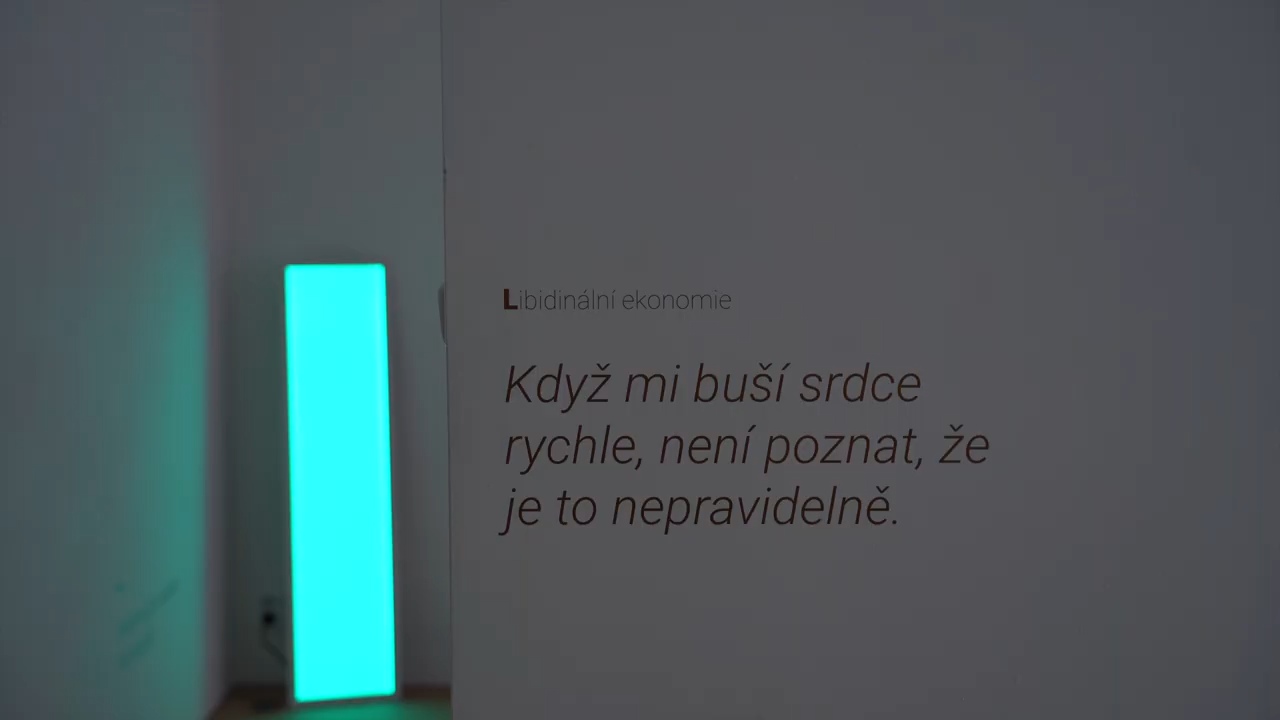 Libidinální ekonomie
Když mi buší srdce
rychle, není poznat, že
je to nepravidelně.